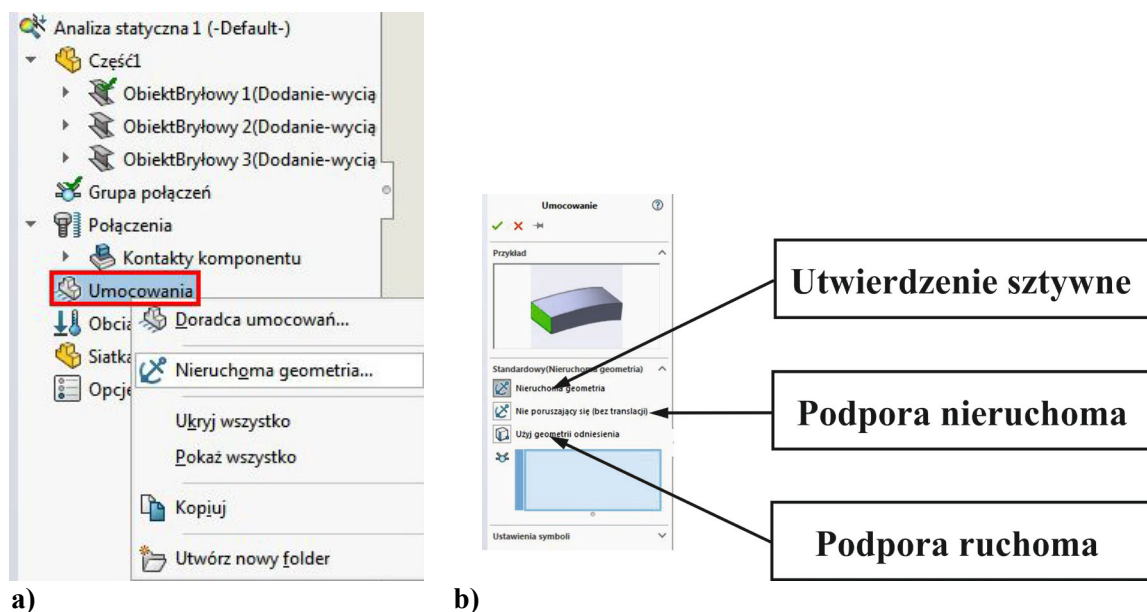 Analiza statyczna 1 (-Default-)
Część1
ObiektBryłowy 1(Dodanie-wycią
ObiektBryłowy 2(Dodanie-wycią
ObiektBryłowy 3(Dodanie-wycią
Grupa połączeń
Połączenia
Kontakty komponentu
Umocowania
Obcią
Doradca umocowań...
Siatka
Nieruchoma geometria...
Opcje
Ukryj wszystko
Pokaż wszystko
Kopiuj
Utwórz nowy folder
a)
Umocowanie
Przykład
Standardowy(Nieruchoma geometria)
Nieruchoma geometria
Nie poruszający się (bez translacji)
Użyj geometrii odniesienia
Ustawienia symboli
Utwierdzenie sztywne
Podpora nieruchoma
Podpora ruchoma
b)